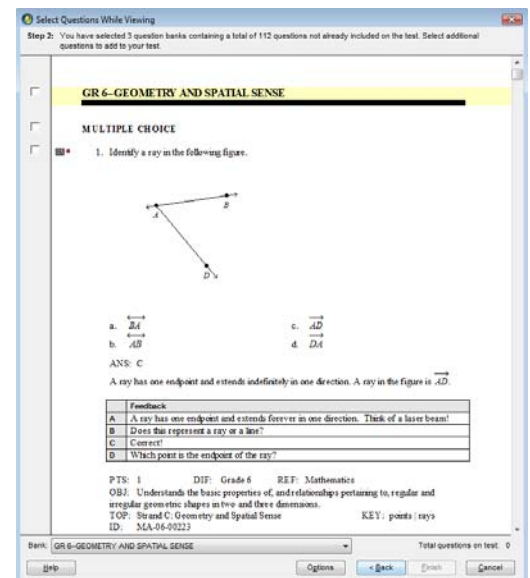 Select Questions While Viewing
Step 2: You have selected 3 question banks containing a total of 112 questions not already included on the test. Select additional
questions to add to your test.
GR 6–GEOMETRY AND SPATIAL SENSE
MULTIPLE CHOICE
1. Identify a ray in the following figure.
A
B
D
a. BA
c. AD
b. AB
d. DA
ANS: C
A ray has one endpoint and extends indefinitely in one direction. A ray in the figure is AD.
Feedback
A A ray has one endpoint and extends forever in one direction. Think of a laser beam!
B Does this represent a ray or a line?
C Correct!
D Which point is the endpoint of the ray?
PTS: 1 DIF: Grade 6 REF: Mathematics
OBJ: Understands the basic properties of, and relationships pertaining to, regular and
irregular geometric shapes in two and three dimensions.
TOP: Strand C: Geometry and Spatial Sense KEY: points | rays
ID: MA-06-00223
Bank: GR 6-GEOMETRY AND SPATIAL SENSE Total questions on test: 0
Help Options < Back Finish Cancel